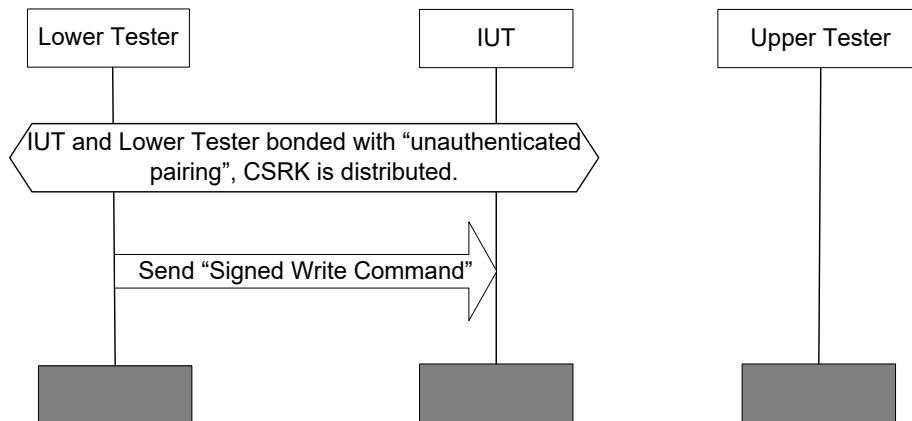 Lower Tester
IUT
Upper Tester
IUT and Lower Tester bonded with “unauthenticated
pairing”, CSRK is distributed.
Send “Signed Write Command”